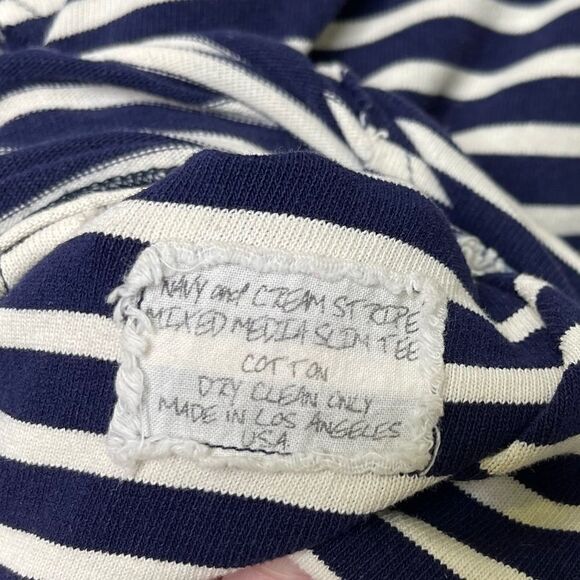 NAVY and CREAM STRIPE
MIXED MEDIA SLIM TEE
COTTON
DRY CLEAN ONLY
MADE IN LOS ANGELES
USA